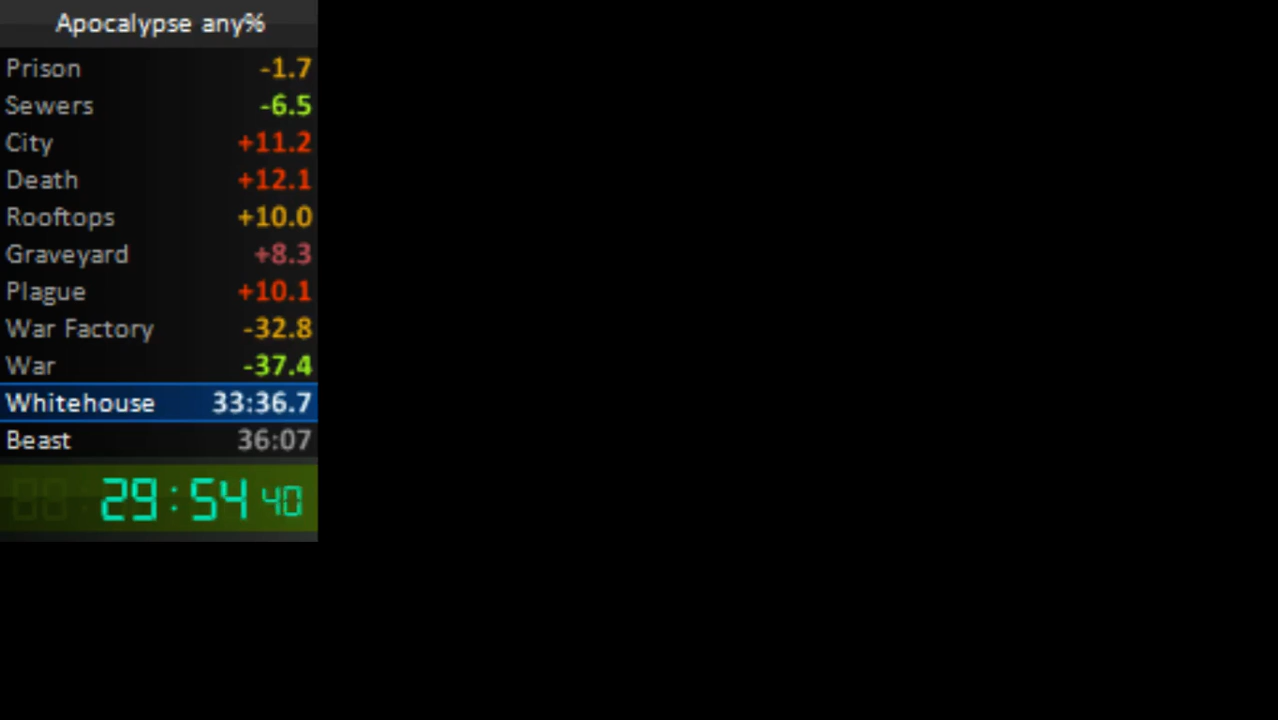 Apocalypse any%
Prison -1.7
Sewers -6.5
City +11.2
Death +12.1
Rooftops +10.0
Graveyard +8.3
Plague +10.1
War Factory -32.8
War -37.4
Whitehouse 33:36.7
Beast 36:07
29:54 40